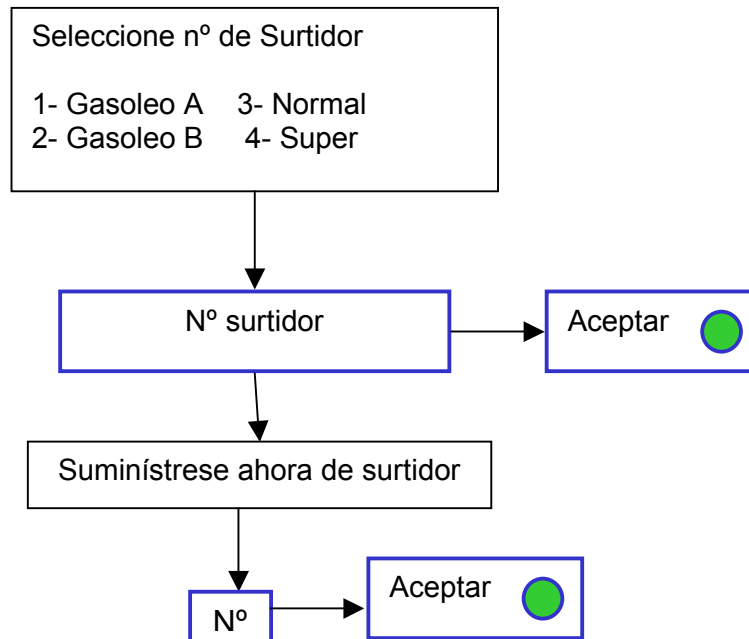 Seleccione nº de Surtidor
1- Gasoleo A 3- Normal
2- Gasoleo B 4- Super
Nº surtidor
Aceptar
Suminístrese ahora de surtidor
Nº
Aceptar